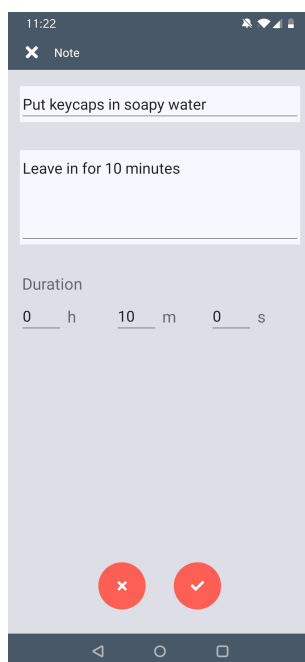 11:22
Note
Put keycaps in soapy water
Leave in for 10 minutes
Duration
0 h 10 m 0 s